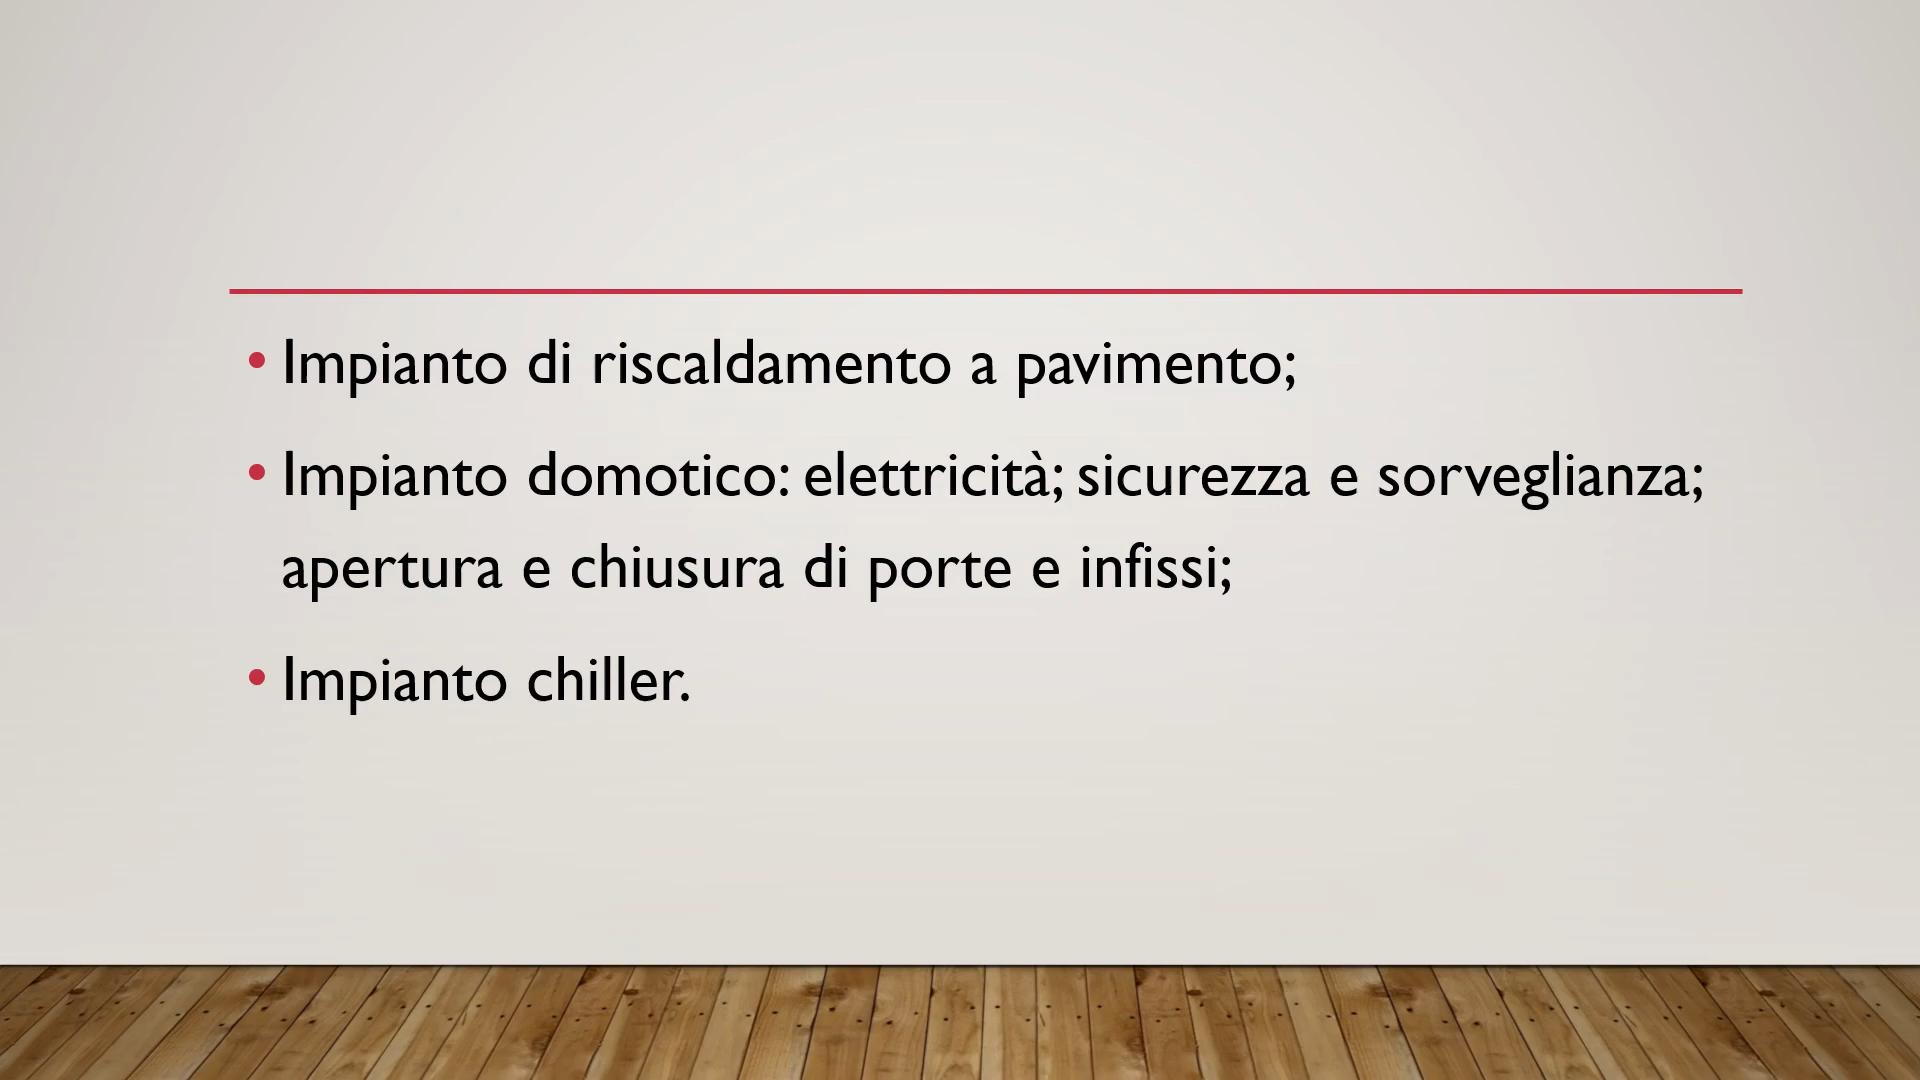 • Impianto di riscaldamento a pavimento;
• Impianto domotico: elettricità; sicurezza e sorveglianza;
apertura e chiusura di porte e infissi;
• Impianto chiller.